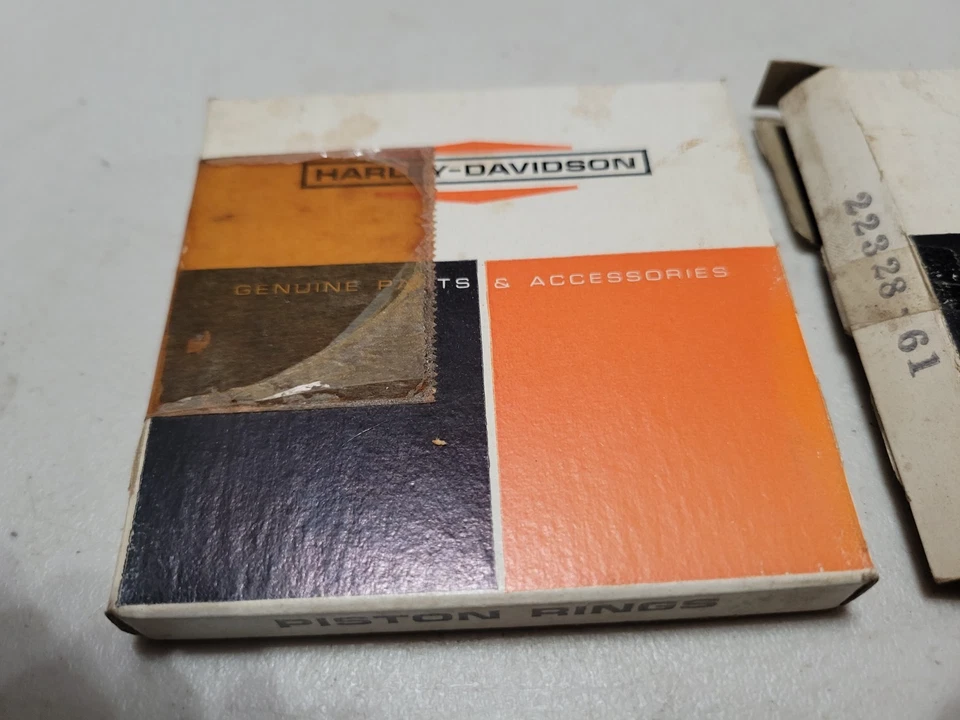 HARLEY-DAVIDSON
GENUINE PARTS & ACCESSORIES
PISTON RINGS
22328-61